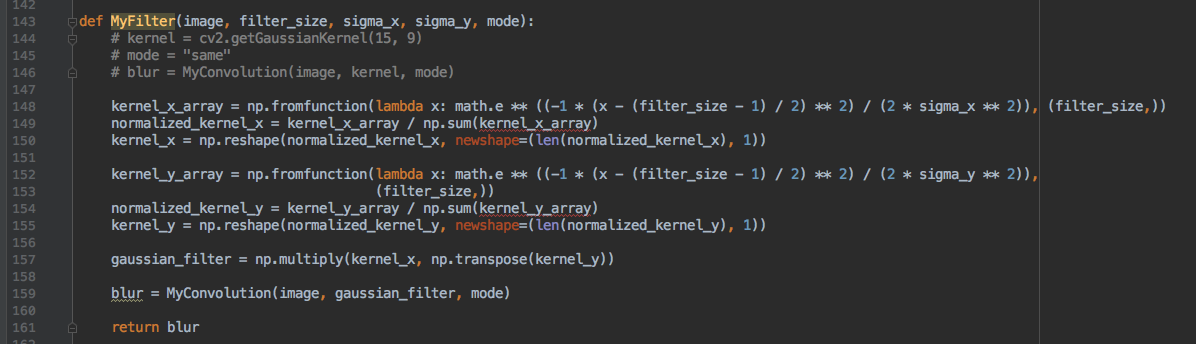 142
143 def MyFilter(image, filter_size, sigma_x, sigma_y, mode):
144     # kernel = cv2.getGaussianKernel(15, 9)
145     # mode = "same"
146     # blur = MyConvolution(image, kernel, mode)
147
148     kernel_x_array = np.fromfunction(lambda x: math.e ** ((-1 * (x - (filter_size - 1) / 2) ** 2) / (2 * sigma_x ** 2)), (filter_size,))
149     normalized_kernel_x = kernel_x_array / np.sum(kernel_x_array)
150     kernel_x = np.reshape(normalized_kernel_x, newshape=(len(normalized_kernel_x), 1))
151
152     kernel_y_array = np.fromfunction(lambda x: math.e ** ((-1 * (x - (filter_size - 1) / 2) ** 2) / (2 * sigma_y ** 2)),
153                                      (filter_size,))
154     normalized_kernel_y = kernel_y_array / np.sum(kernel_y_array)
155     kernel_y = np.reshape(normalized_kernel_y, newshape=(len(normalized_kernel_y), 1))
156
157     gaussian_filter = np.multiply(kernel_x, np.transpose(kernel_y))
158
159     blur = MyConvolution(image, gaussian_filter, mode)
160
161     return blur
162